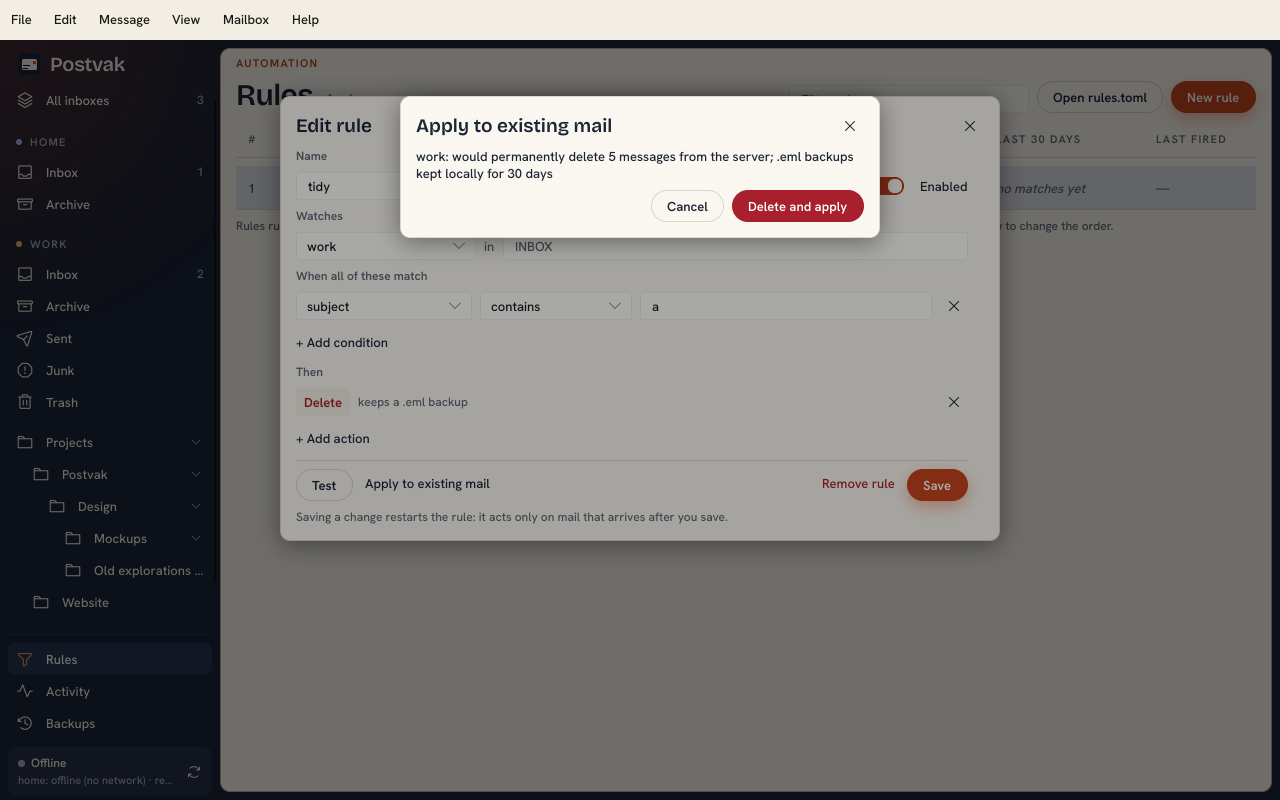 File Edit Message View Mailbox Help
Postvak
All inboxes 3
HOME
Inbox 1
Archive
WORK
Inbox 2
Archive
Sent
Junk
Trash
Projects
Postvak
Design
Mockups
Old explorations ...
Website
Rules
Activity
Backups
Offline
home: offline (no network) · re...
AUTOMATION
Rules
Open rules.toml
New rule
#
30 DAYS
LAST FIRED
1
no matches yet
—
Rules
to change the order.
Edit rule
Name
tidy
Enabled
Watches
work in INBOX
When all of these match
subject contains a
+ Add condition
Then
Delete keeps a .eml backup
+ Add action
Test Apply to existing mail Remove rule Save
Saving a change restarts the rule: it acts only on mail that arrives after you save.
Apply to existing mail
work: would permanently delete 5 messages from the server; .eml backups
kept locally for 30 days
Cancel Delete and apply